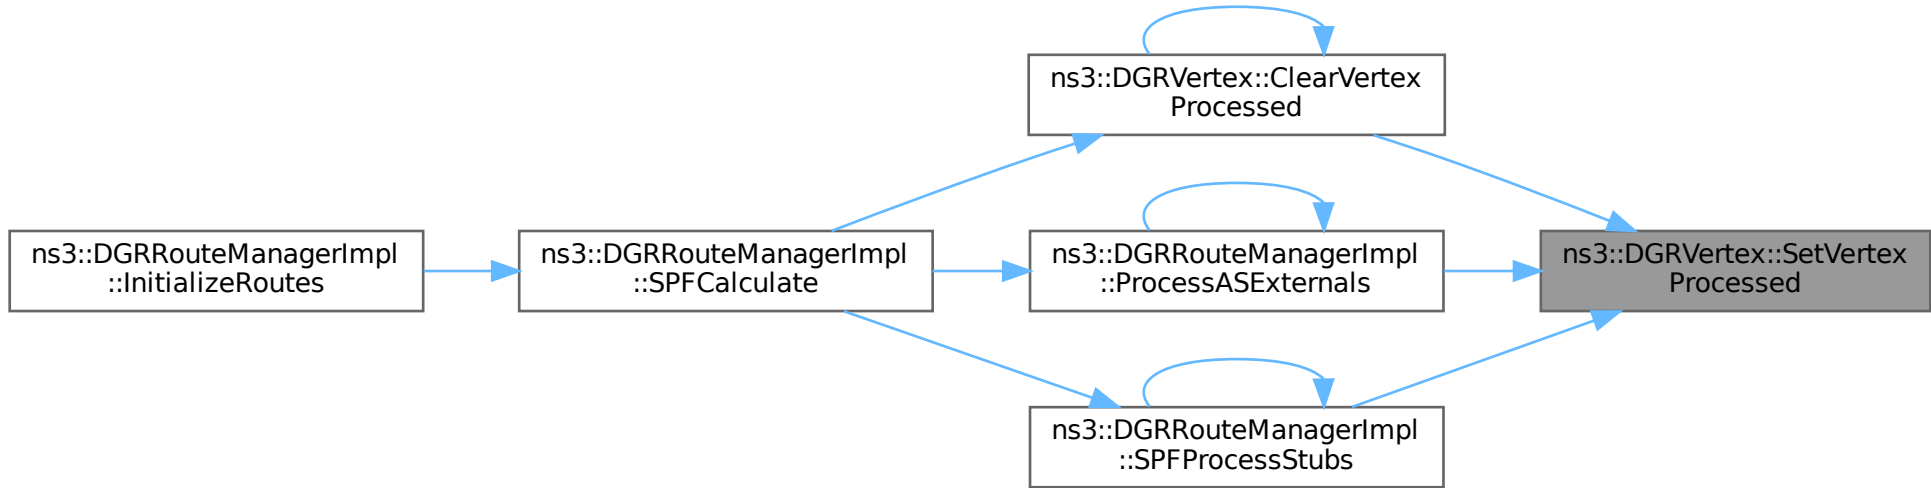 ns3::DGRVertex::ClearVertex
Processed
ns3::DGRRouteManagerImpl
::InitializeRoutes
ns3::DGRRouteManagerImpl
::SPFCalculate
ns3::DGRRouteManagerImpl
::ProcessASExternals
ns3::DGRVertex::SetVertex
Processed
ns3::DGRRouteManagerImpl
::SPFProcessStubs